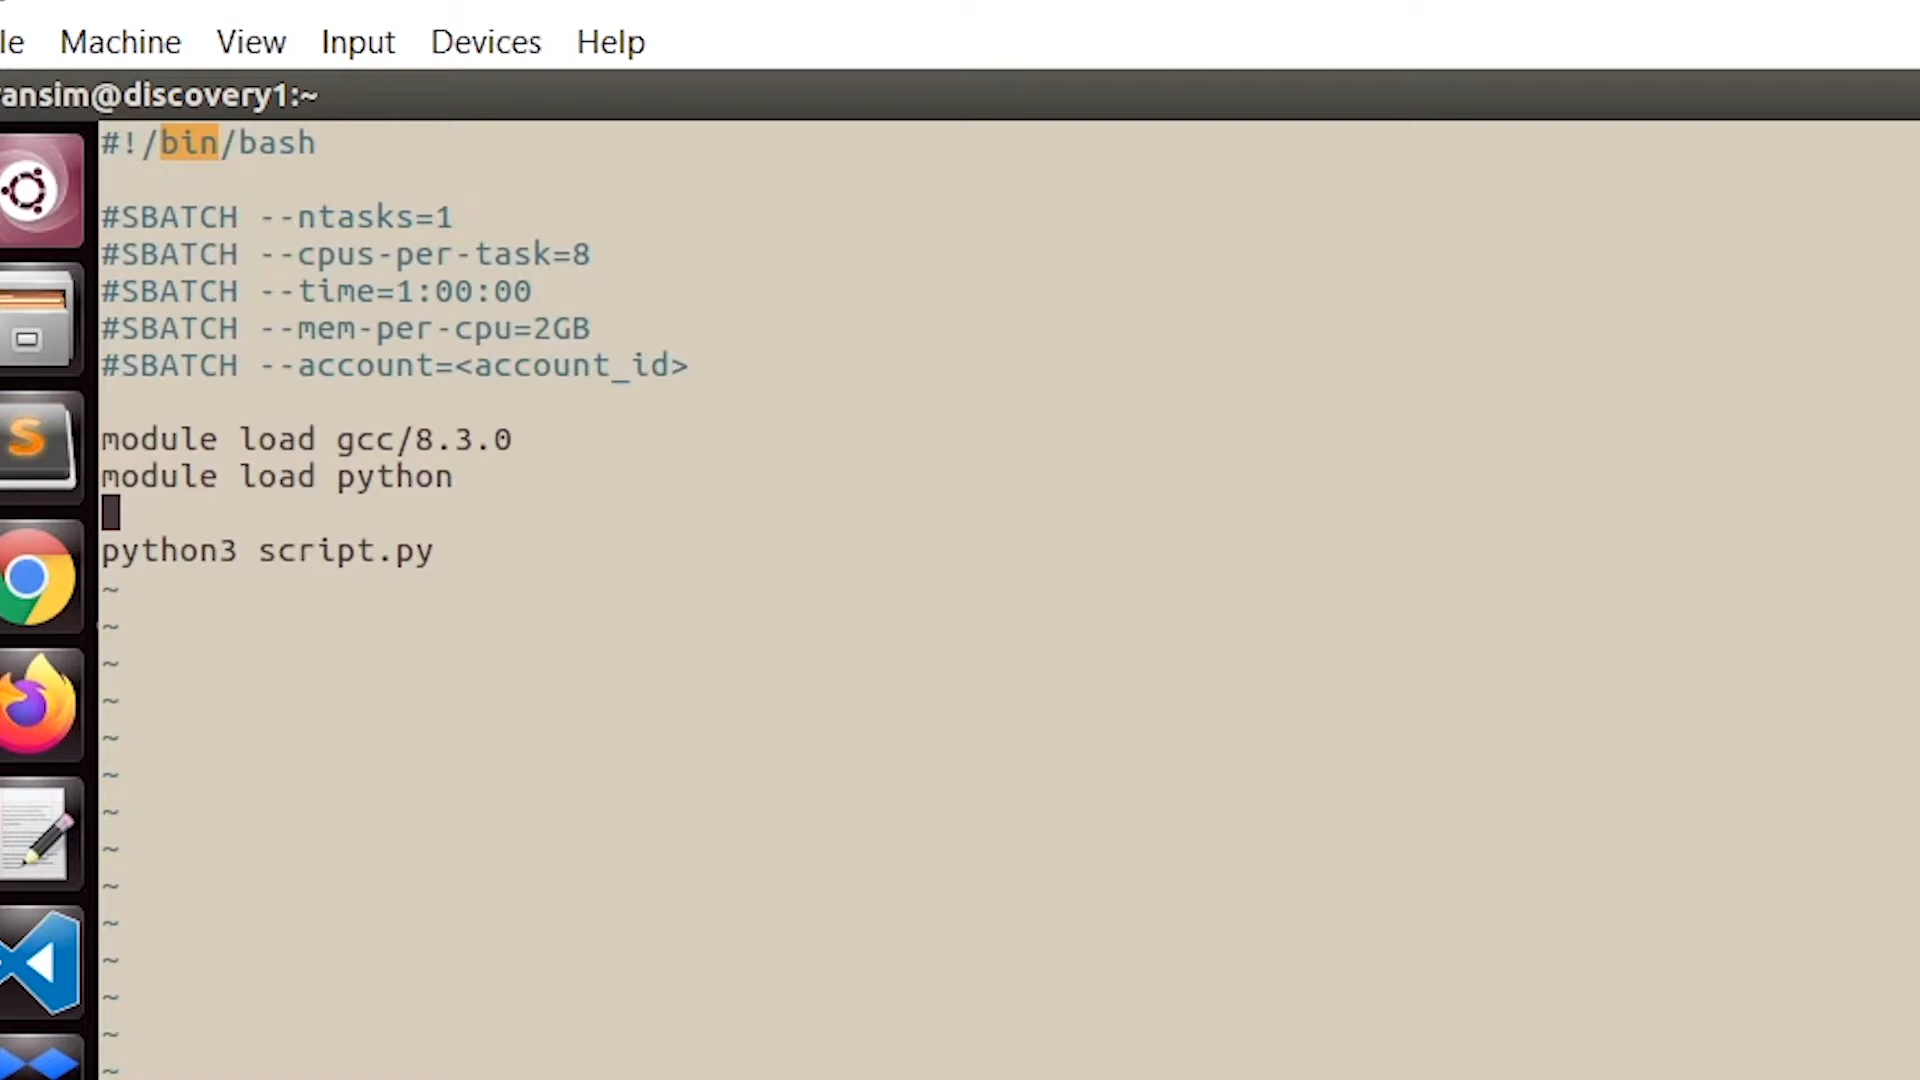 le Machine View Input Devices Help
ansim@discovery1:~
#!/bin/bash
#SBATCH --ntasks=1
#SBATCH --cpus-per-task=8
#SBATCH --time=1:00:00
#SBATCH --mem-per-cpu=2GB
#SBATCH --account=<account_id>
module load gcc/8.3.0
module load python
python3 script.py
~
~
~
~
~
~
~
~
~
~
~
~
~
~